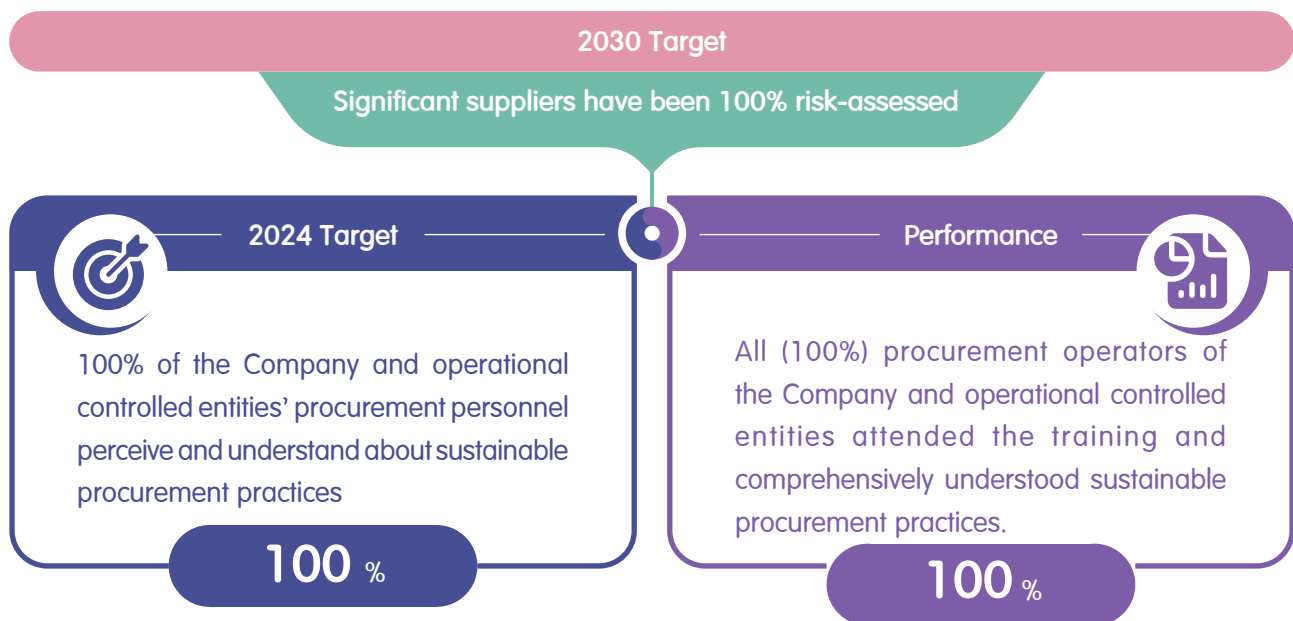 2030 Target
Significant suppliers have been 100% risk-assessed
2024 Target
100% of the Company and operational
controlled entities’ procurement personnel
perceive and understand about sustainable
procurement practices
100 %
Performance
All (100%) procurement operators of
the Company and operational controlled
entities attended the training and
comprehensively understood sustainable
procurement practices.
100 %